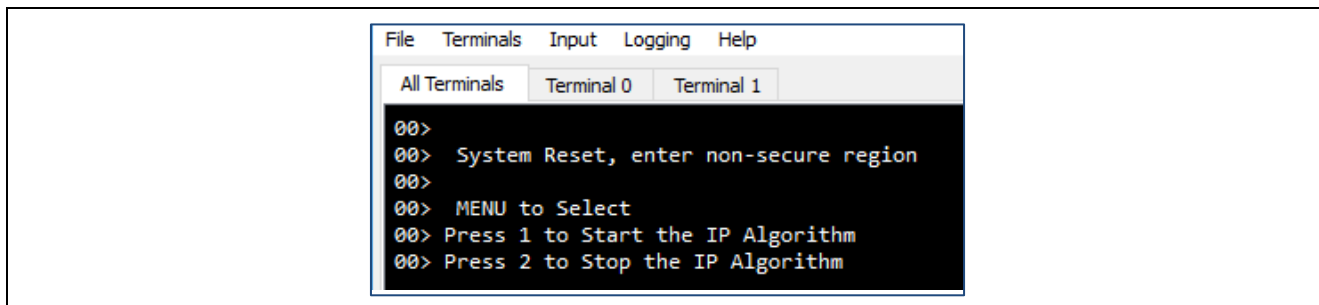 File Terminals Input Logging Help
All Terminals Terminal 0 Terminal 1
00>
00>  System Reset, enter non-secure region
00>
00>  MENU to Select
00> Press 1 to Start the IP Algorithm
00> Press 2 to Stop the IP Algorithm